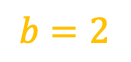 b = 2